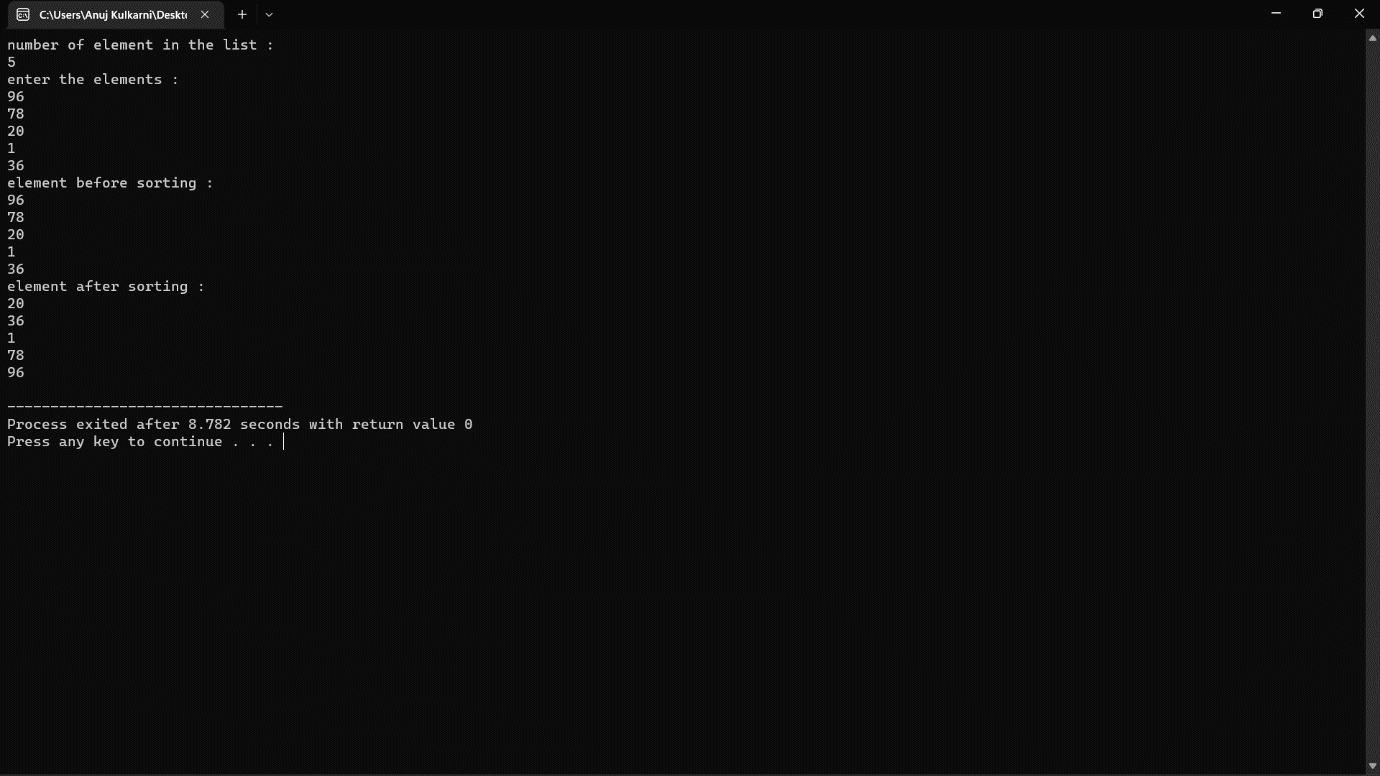 C:\Users\Anuj Kulkarni\Deskt
number of element in the list :
5
enter the elements :
96
78
20
1
36
element before sorting :
96
78
20
1
36
element after sorting :
20
36
1
78
96
--------------------------------
Process exited after 8.782 seconds with return value 0
Press any key to continue . . .